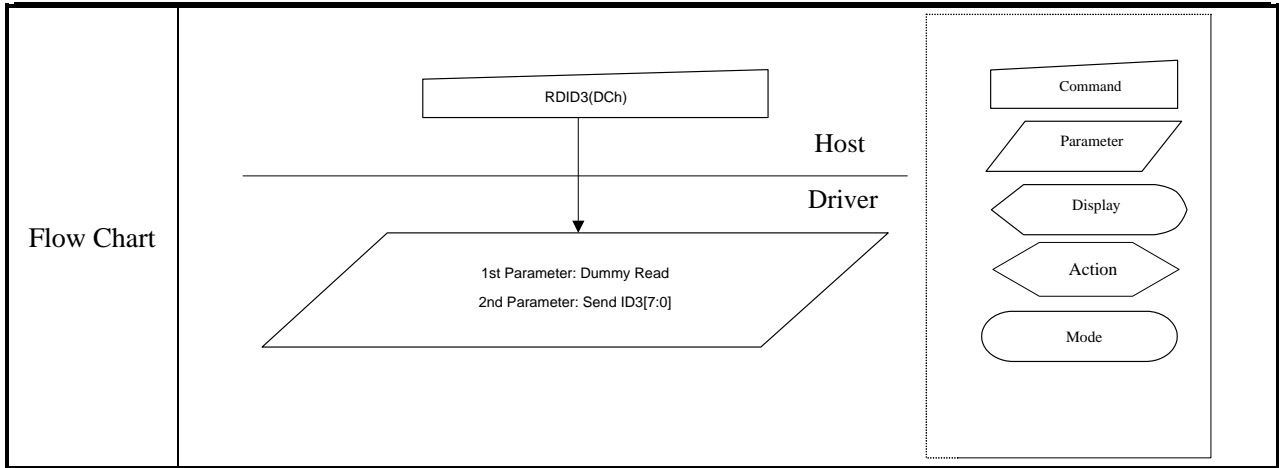 Flow Chart
RDID3(DCh)
Host
Driver
1st Parameter: Dummy Read
2nd Parameter: Send ID3[7:0]
Command
Parameter
Display
Action
Mode